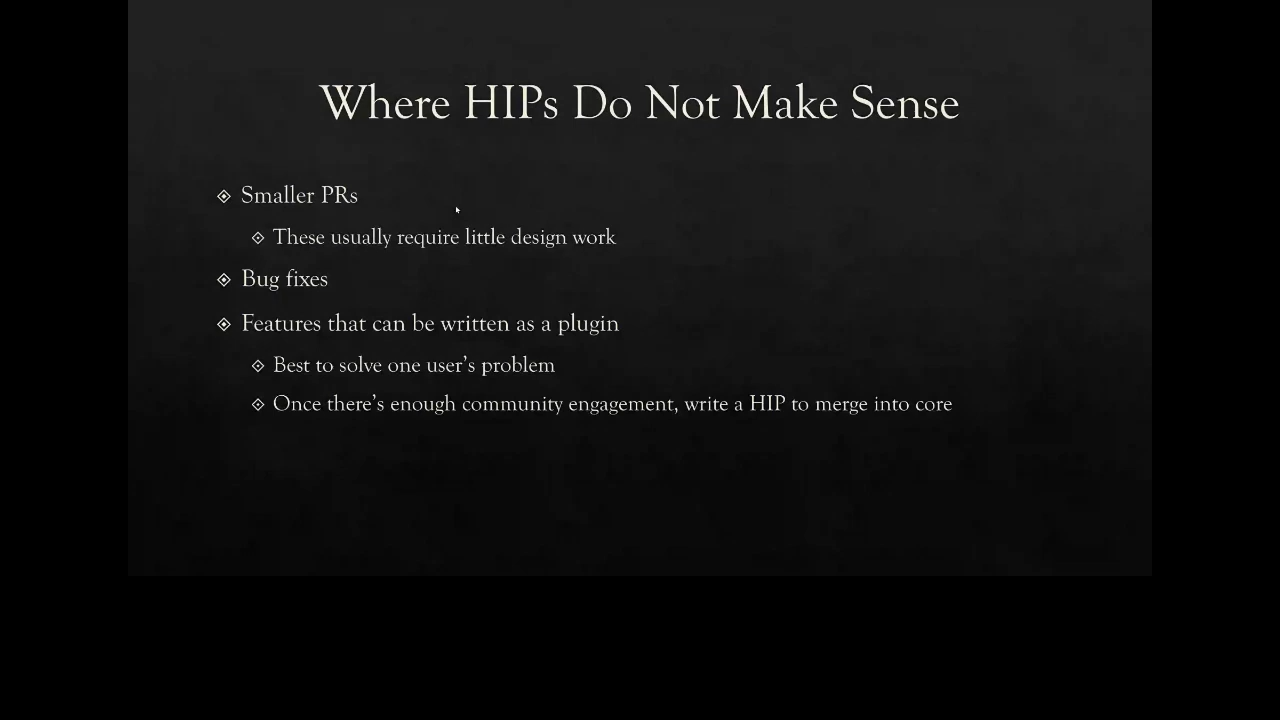 Where HIPs Do Not Make Sense
Smaller PRs
These usually require little design work
Bug fixes
Features that can be written as a plugin
Best to solve one user’s problem
Once there’s enough community engagement, write a HIP to merge into core